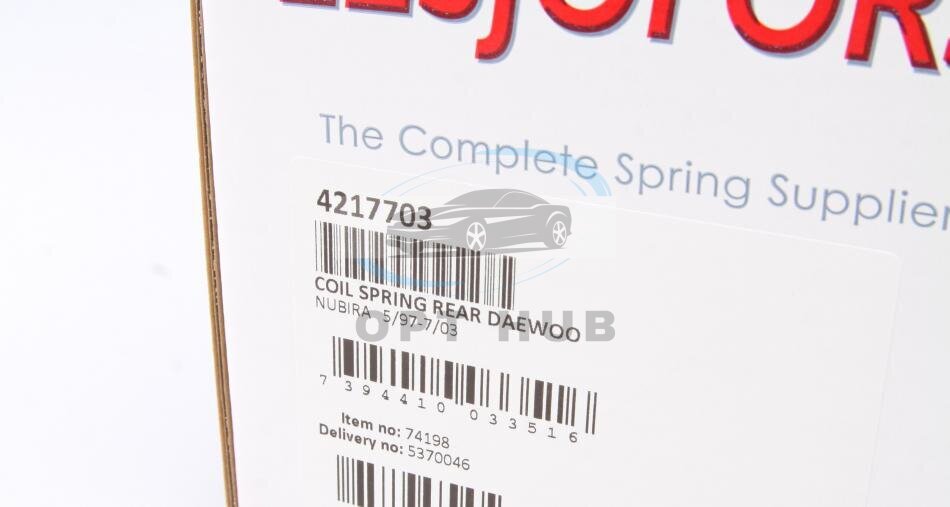 LESJÖFORS
The Complete Spring Supplier
4217703
COIL SPRING REAR DAEWOO
NUBIRA 5/97-7/03
OPT HUB
7 394410 033516
Item no: 74198
Delivery no: 5370046